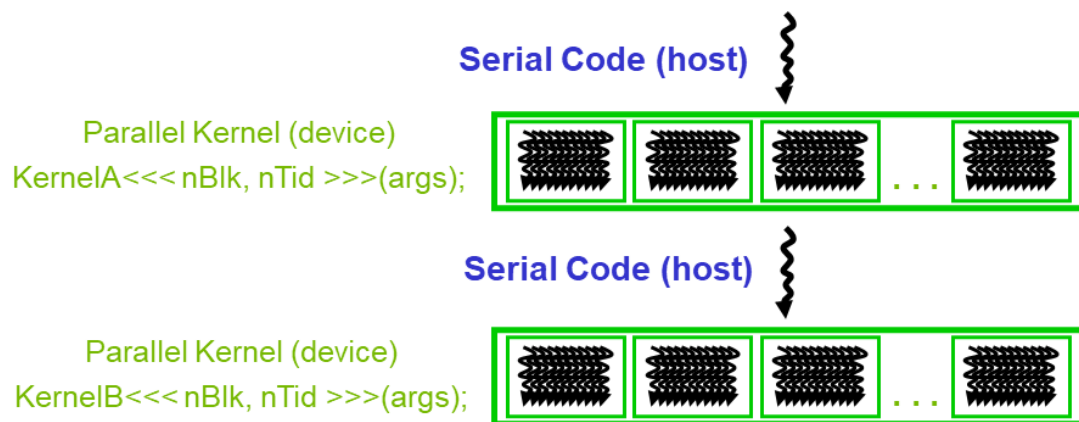 Serial Code (host)
Parallel Kernel (device)
KernelA<<< nBlk, nTid >>>(args);
. . .
Serial Code (host)
Parallel Kernel (device)
KernelB<<< nBlk, nTid >>>(args);
. . .